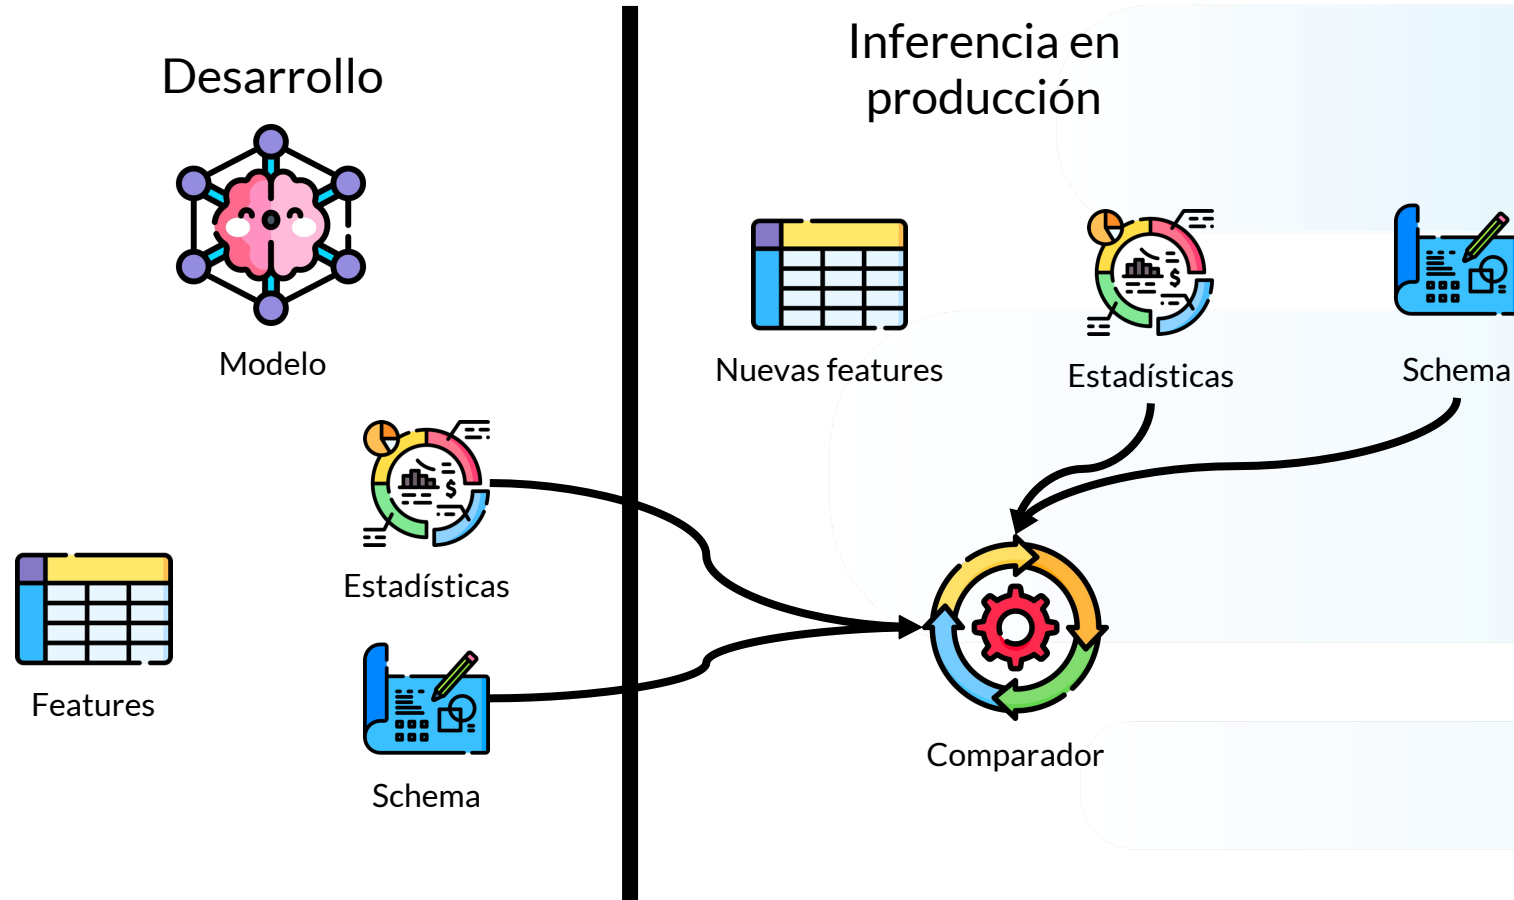 Desarrollo
Inferencia en
producción
Modelo
Nuevas features
Estadísticas
Schema
Estadísticas
Features
Schema
Comparador